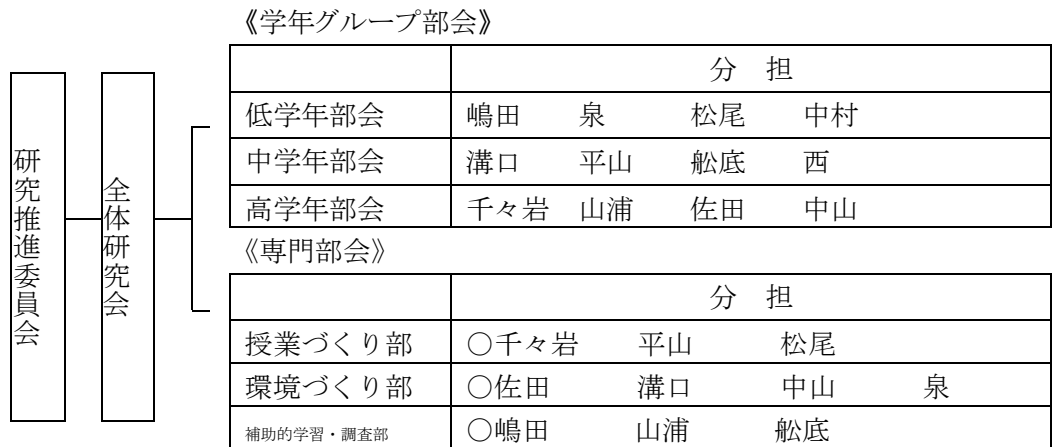 研究推進委員会
全体研究会
《学年グループ部会》
分 担
低学年部会 嶋田 泉 松尾 中村
中学年部会 溝口 平山 舩底 西
高学年部会 千々岩 山浦 佐田 中山
《専門部会》
分 担
授業づくり部 〇千々岩 平山 松尾
環境づくり部 〇佐田 溝口 中山 泉
補助的学習・調査部 〇嶋田 山浦 舩底